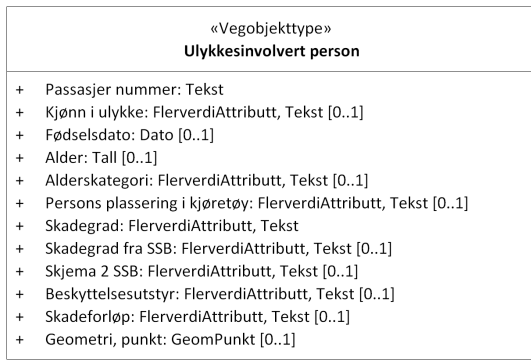 «Vegobjekttype»
Ulykkesinvolvert person
+ Passasjer nummer: Tekst
+ Kjønn i ulykke: FlerverdiAttributt, Tekst [0..1]
+ Fødselsdato: Dato [0..1]
+ Alder: Tall [0..1]
+ Alderskategori: FlerverdiAttributt, Tekst [0..1]
+ Persons plassering i kjøretøy: FlerverdiAttributt, Tekst [0..1]
+ Skadegrad: FlerverdiAttributt, Tekst
+ Skadegrad fra SSB: FlerverdiAttributt, Tekst [0..1]
+ Skjema 2 SSB: FlerverdiAttributt, Tekst [0..1]
+ Beskyttelsesutstyr: FlerverdiAttributt, Tekst [0..1]
+ Skadeforløp: FlerverdiAttributt, Tekst [0..1]
+ Geometri, punkt: GeomPunkt [0..1]